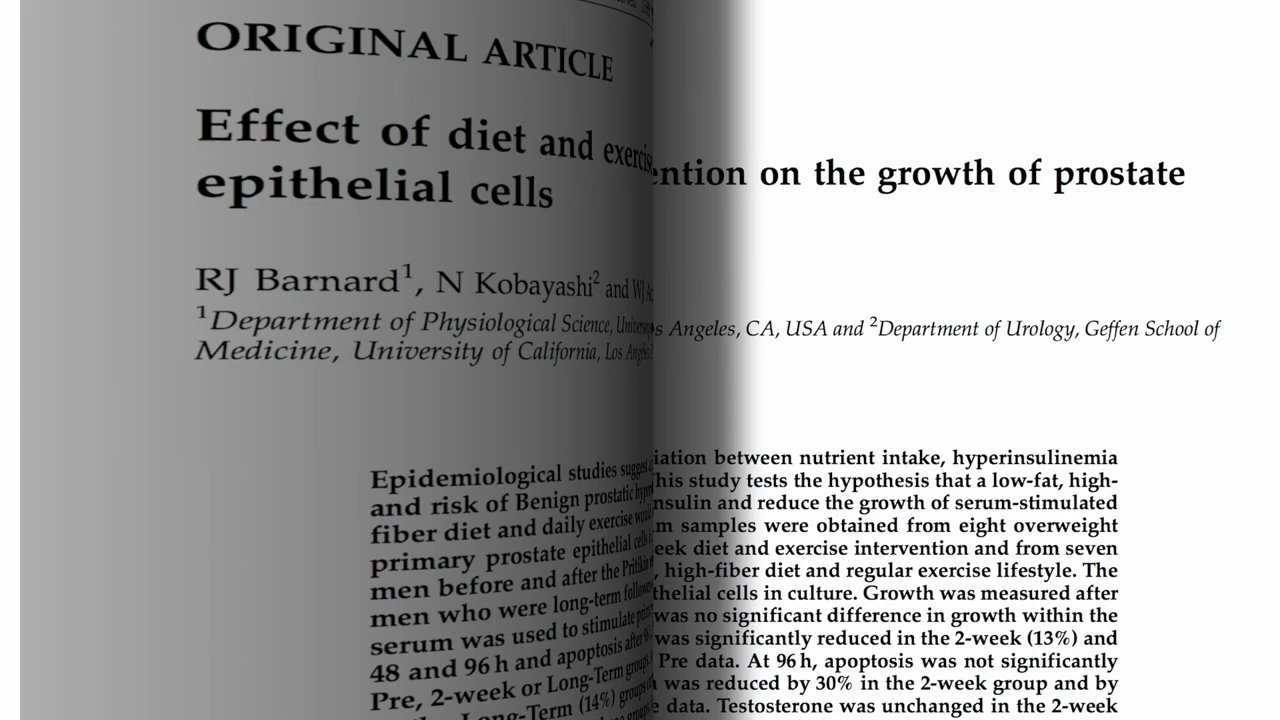 ORIGINAL ARTICLE
Effect of diet and exercis ention on the growth of prostate
epithelial cells
RJ Barnard¹, N Kobayashi² and WJ
¹Department of Physiological Science, s Angeles, CA, USA and ²Department of Urology, Geffen School of
Medicine, University of California, Los Angeles,
Epidemiological studies suggest iation between nutrient intake, hyperinsulinemia
and risk of Benign prostatic This study tests the hypothesis that a low-fat, high-
fiber diet and daily exercise would nsulin and reduce the growth of serum-stimulated
primary prostate epithelial cells m samples were obtained from eight overweight
men before and after the Pritikin eek diet and exercise intervention and from seven
men who were long-term , high-fiber diet and regular exercise lifestyle. The
serum was used to stimulate thelial cells in culture. Growth was measured after
48 and 96 h and apoptosis after was no significant difference in growth within the
Pre, 2-week or Long-Term groups was significantly reduced in the 2-week (13%) and
Long-Term (14%) groups Pre data. At 96 h, apoptosis was not significantly
was reduced by 30% in the 2-week group and by
data. Testosterone was unchanged in the 2-week